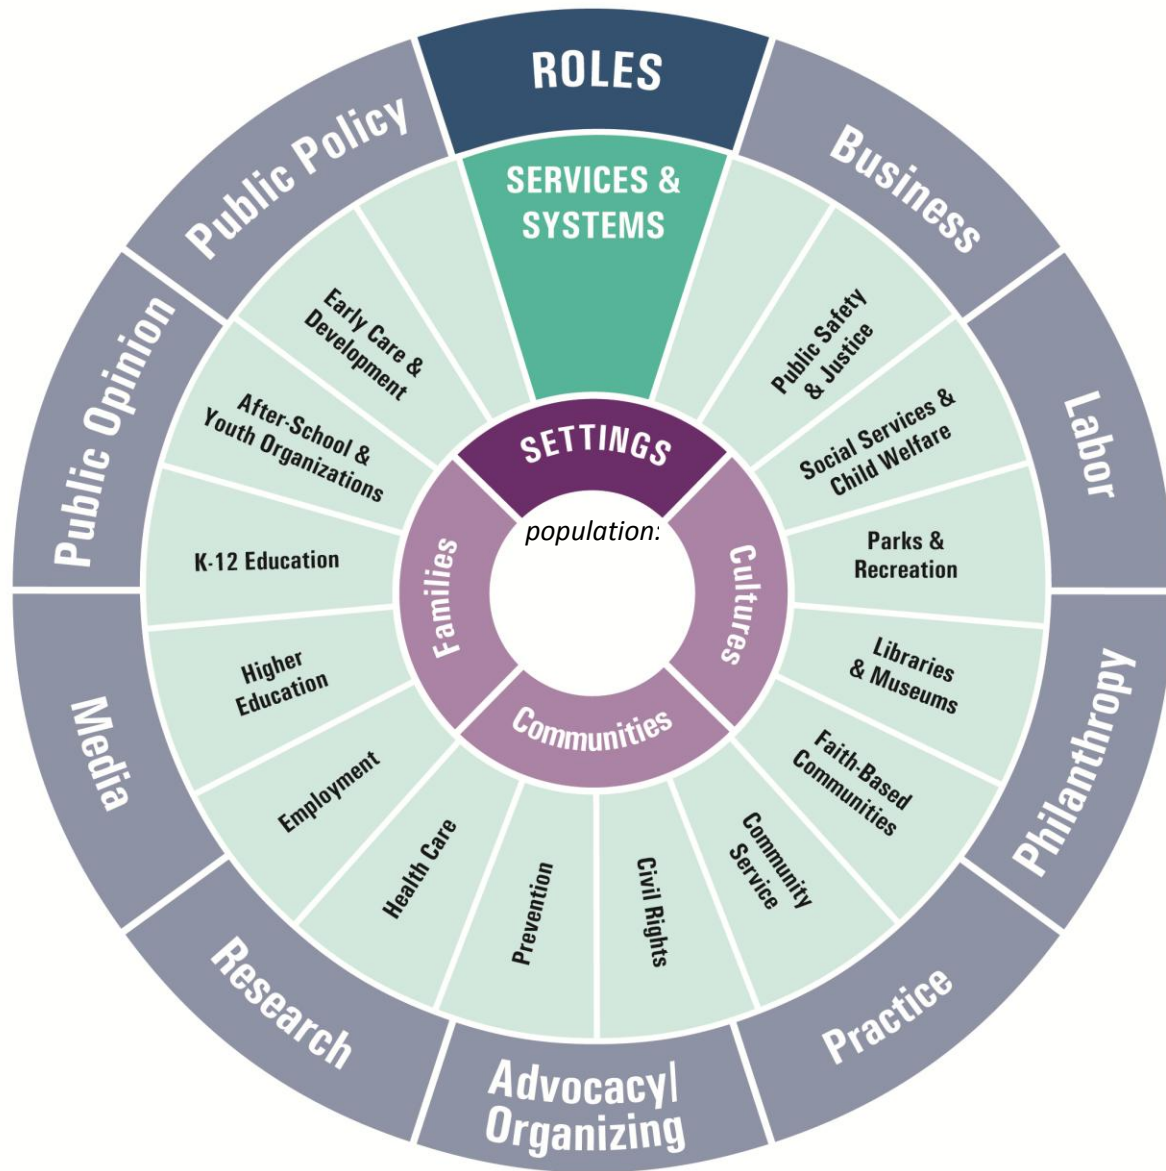 ROLES
Business
Labor
Philanthropy
Practice
Advocacy/
Organizing
Research
Media
Public Opinion
Public Policy
SERVICES &
SYSTEMS
Public Safety
& Justice
Social Services &
Child Welfare
Parks &
Recreation
Libraries
& Museums
Faith-Based
Communities
Community
Service
Civil Rights
Prevention
Health Care
Employment
Higher
Education
K-12 Education
After-School &
Youth Organizations
Early Care &
Development
SETTINGS
Cultures
Communities
Families
population: